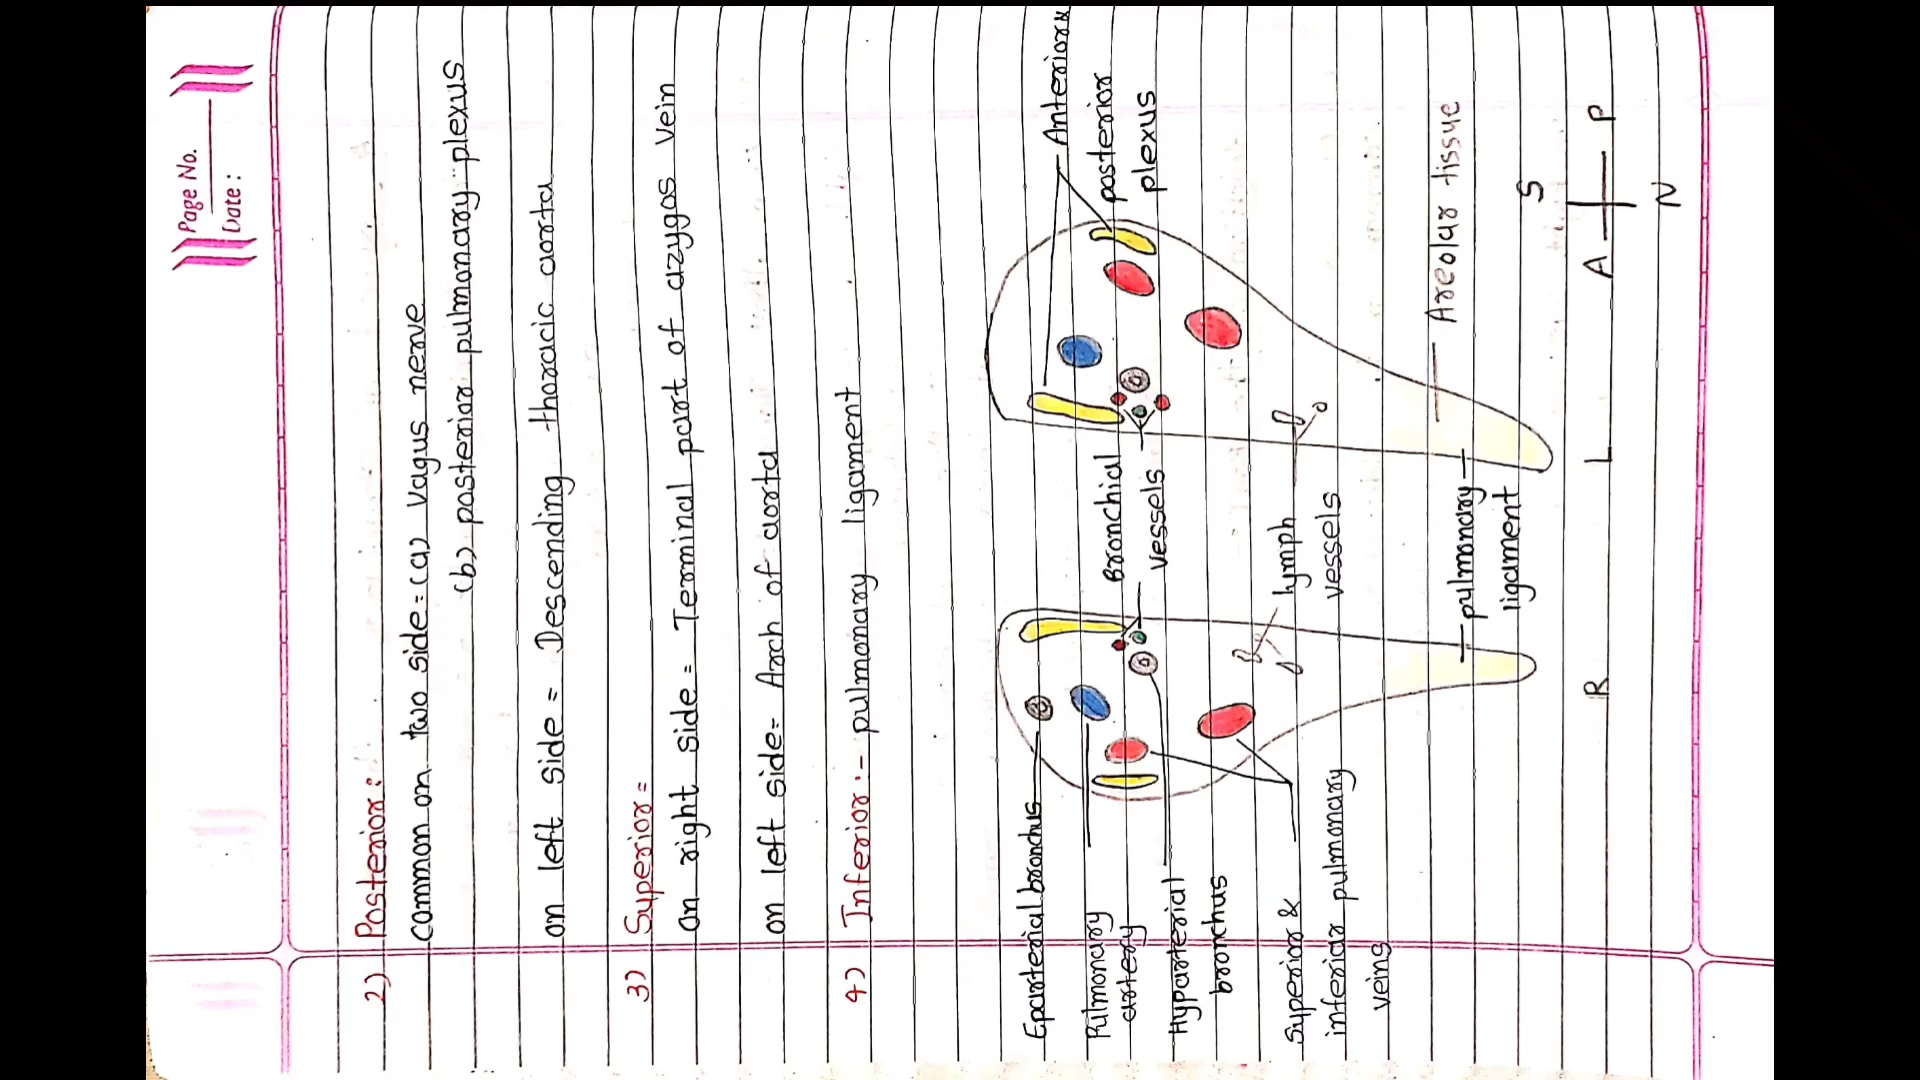 Page No.
Date:
2) Posterior:
common on two side:(a) vagus nerve
(b) posterior pulmonary plexus
on left side = Descending thoracic aorta
3) Superior=
on right side = Terminal part of azygos vein
on left side= Arch of aorta
4) Inferior:- pulmonary ligament
Eparterial bronchus
Pulmonary
artery
Hyparterial
bronchus
Superior &
inferior pulmonary
veins
Bronchial
vessels
lymph
vessels
pulmonary
ligament
Anterior &
posterior
plexus
Areolar tissue
R
L
S
A
P
N